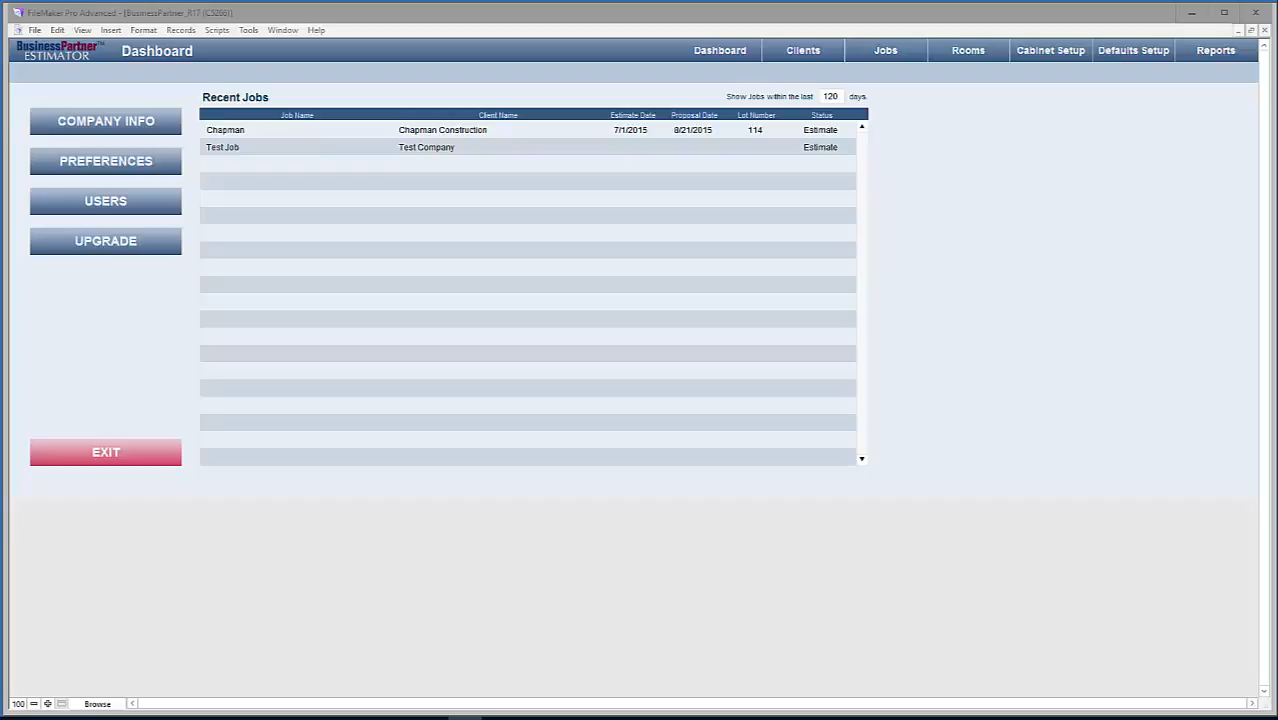 FileMaker Pro Advanced - [BusinessPartner_R17 (C5266)]
File Edit View Insert Format Records Scripts Tools Window Help
BusinessPartner™
ESTIMATOR
Dashboard
Dashboard Clients Jobs Rooms Cabinet Setup Defaults Setup Reports
Recent Jobs
Show Jobs within the last 120 days.
Job Name Client Name Estimate Date Proposal Date Lot Number Status
Chapman Chapman Construction 7/1/2015 8/21/2015 114 Estimate
Test Job Test Company Estimate
COMPANY INFO
PREFERENCES
USERS
UPGRADE
EXIT
100 Browse